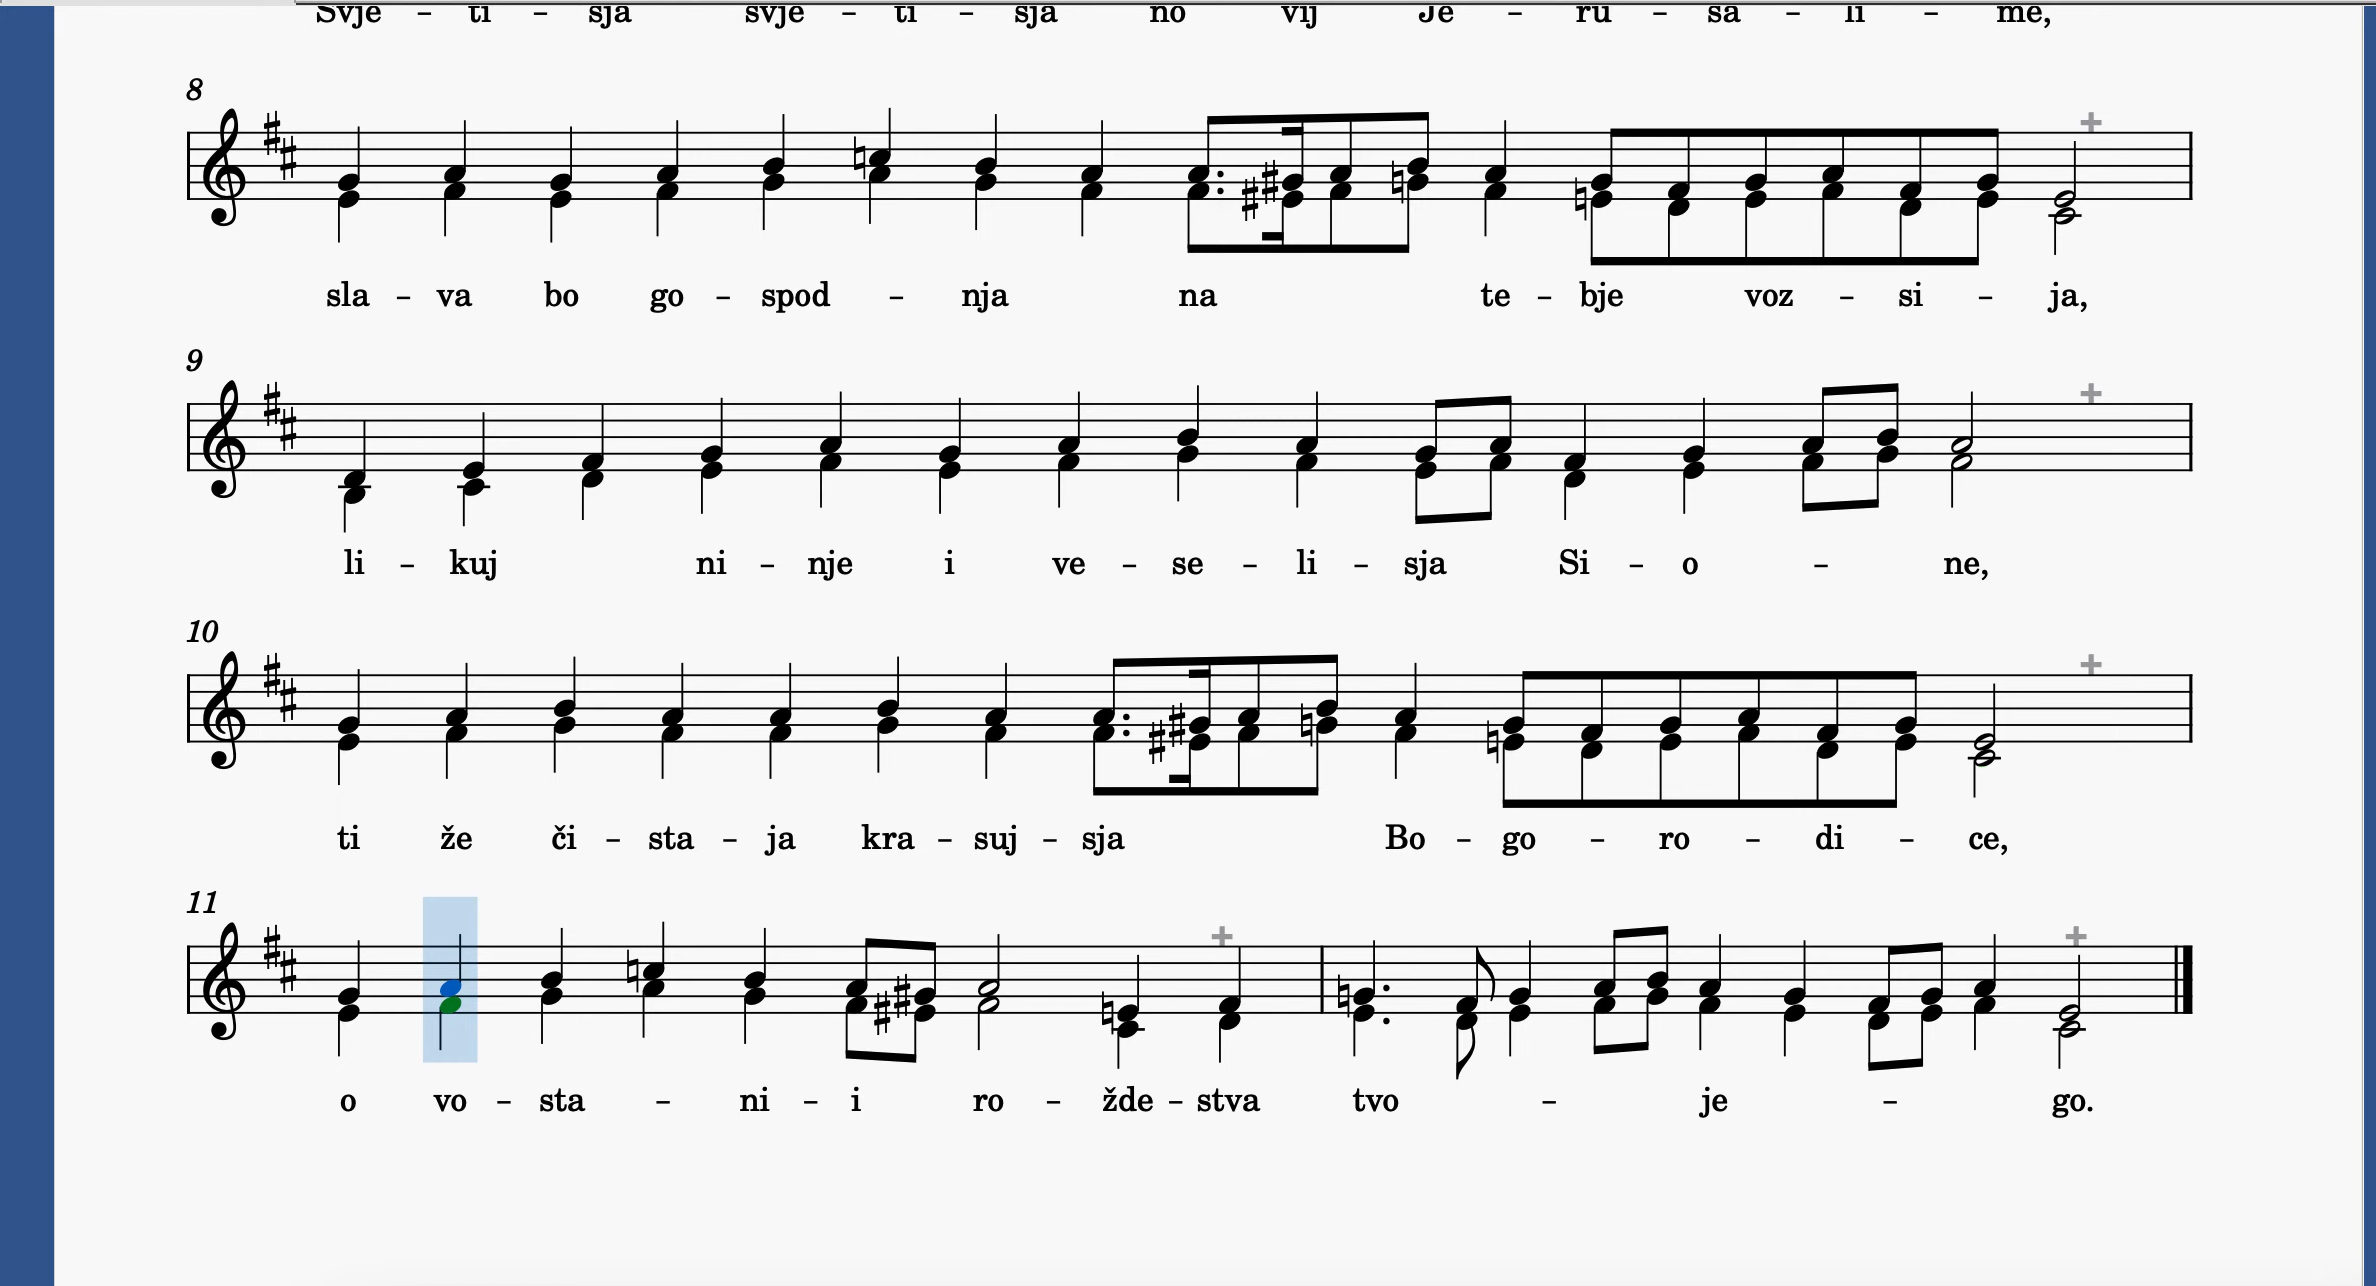 Svje - ti - sja svje - ti - sja no vij Je - ru - sa - li - me,
8
sla - va bo go - spod - nja na te - bje voz - si - ja,
9
li - kuj ni - nje i ve - se - li - sja Si - o - ne,
10
ti že či - sta - ja kra - suj - sja Bo - go - ro - di - ce,
11
o vo - sta - ni - i ro - žde - stva tvo - je - go.